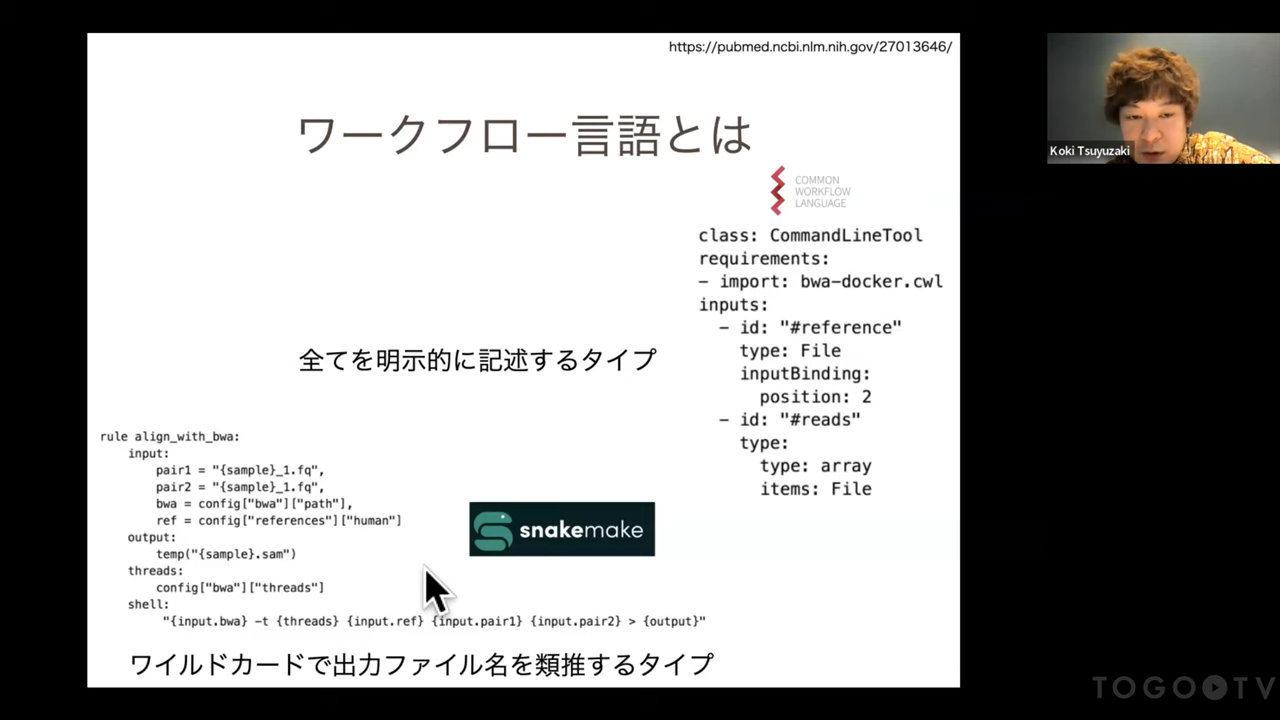 https://pubmed.ncbi.nlm.nih.gov/27013646/
ワークフロー言語とは
COMMON
WORKFLOW
LANGUAGE
class: CommandLineTool
requirements:
- import: bwa-docker.cwl
inputs:
- id: "#reference"
type: File
inputBinding:
position: 2
- id: "#reads"
type:
type: array
items: File
全てを明示的に記述するタイプ
rule align_with_bwa:
input:
pair1 = "{sample}_1.fq",
pair2 = "{sample}_1.fq",
bwa = config["bwa"]["path"],
ref = config["references"]["human"]
output:
temp("{sample}.sam")
threads:
config["bwa"]["threads"]
shell:
"{input.bwa} -t {threads} {input.ref} {input.pair1} {input.pair2} > {output}"
snakemake
ワイルドカードで出力ファイル名を類推するタイプ
Koki Tsuyuzaki
TOGO TV